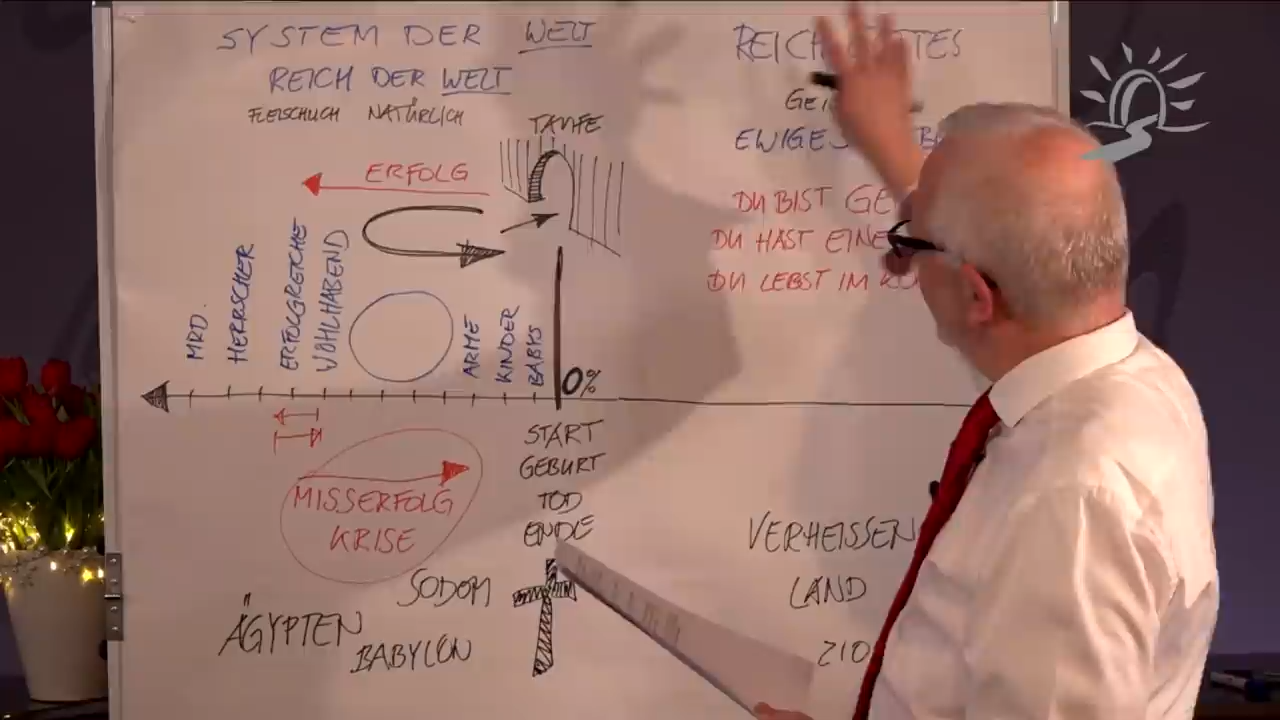 SYSTEM DER WELT
REICH DER WELT
FLEISCHLICH NATÜRLICH
TAUFE
ERFOLG
MRD.
HERRSCHER
ERFOLGREICHE
WOHLHABEND
ARME
KINDER
BABYS
0%
START
GEBURT
TOD
ENDE
MISSERFOLG
KRISE
SODOM
ÄGYPTEN
BABYLON
REICH
DU BIST
DU HAST
DU LEBST IM
VERHEISSEN
LAND